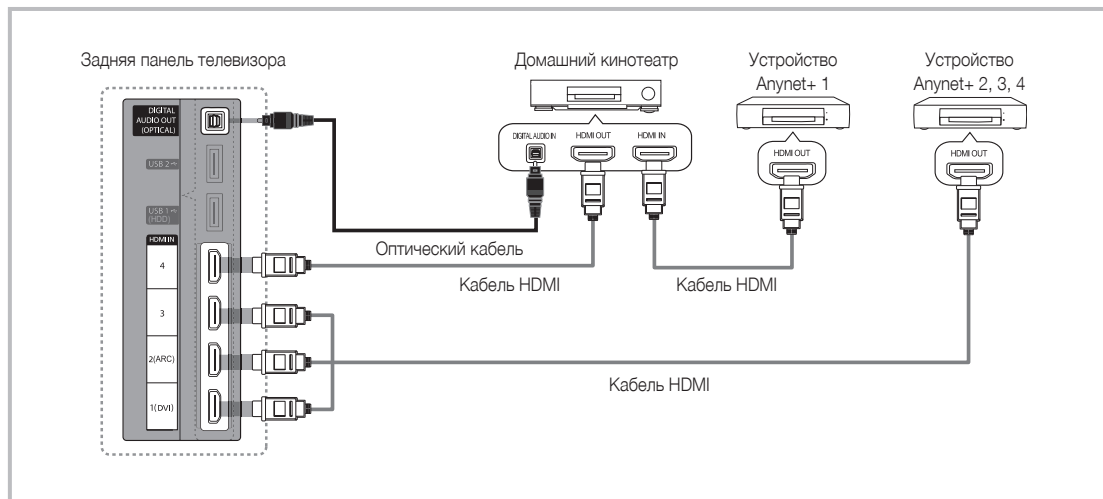 Задняя панель телевизора
Домашний кинотеатр
Устройство
Anynet+ 1
Устройство
Anynet+ 2, 3, 4
DIGITAL
AUDIO OUT
(OPTICAL)
USB 2
USB 1
(HDD)
HDMI IN
4
3
2(ARC)
1(DVI)
DIGITAL AUDIO IN
HDMI OUT
HDMI IN
HDMI OUT
HDMI OUT
Оптический кабель
Кабель HDMI
Кабель HDMI
Кабель HDMI